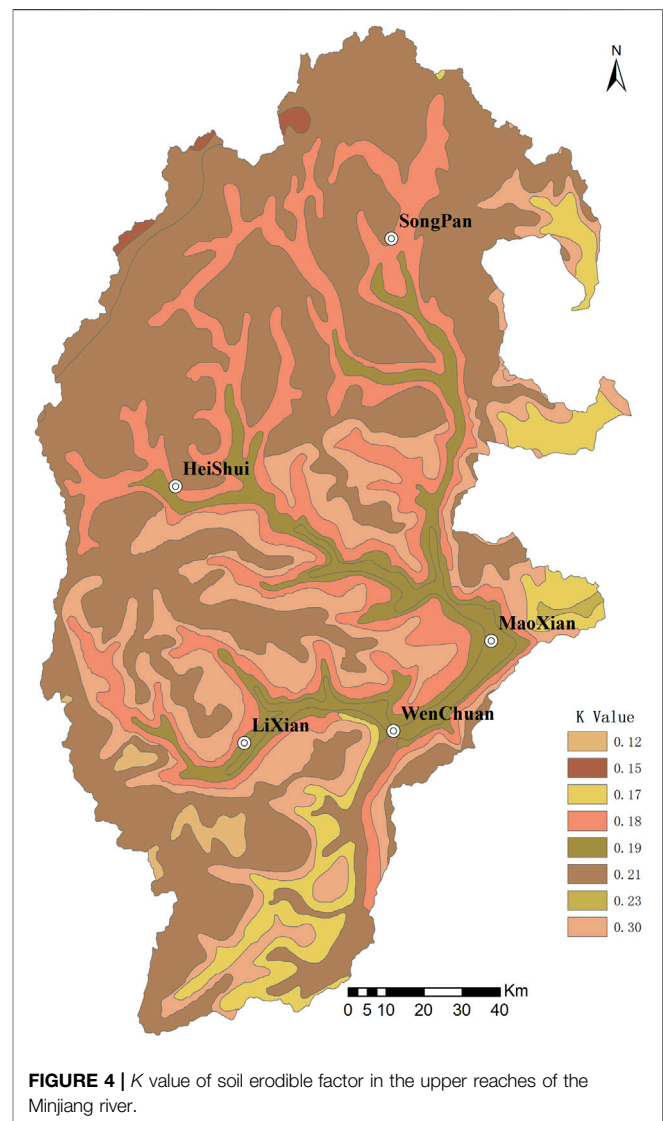 N
SongPan
HeiShui
MaoXian
WenChuan
LiXian
K Value
0.12
0.15
0.17
0.18
0.19
0.21
0.23
0.30
Km
0 5 10 20 30 40
FIGURE 4 | K value of soil erodible factor in the upper reaches of the
Minjiang river.